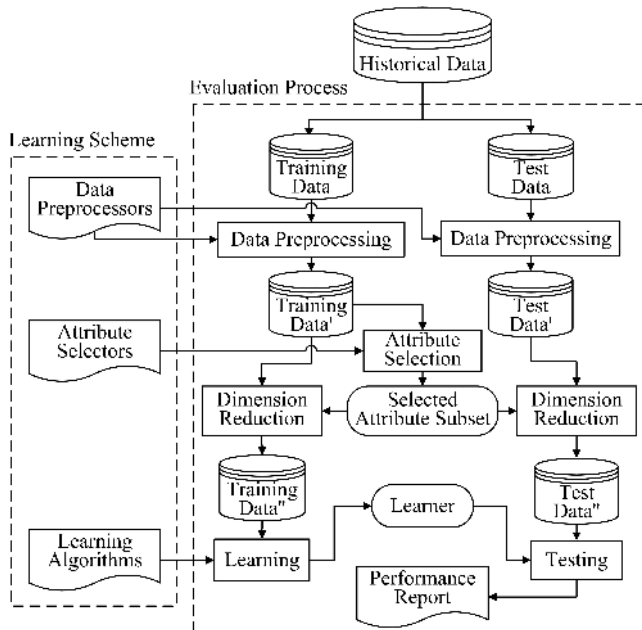 Historical Data
Evaluation Process
Learning Scheme
Training
Data
Test
Data
Data
Preprocessors
Data Preprocessing
Data Preprocessing
Training
Data'
Test
Data'
Attribute
Selectors
Attribute
Selection
Dimension
Reduction
Selected
Attribute Subset
Dimension
Reduction
Training
Data"
Learner
Test
Data"
Learning
Algorithms
Learning
Testing
Performance
Report